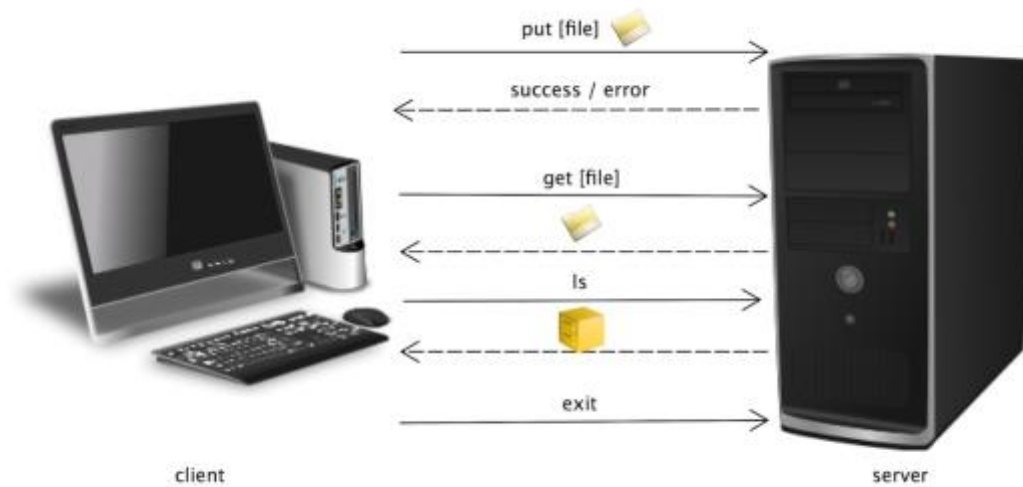 put [file]
success / error
get [file]
ls
exit
client
server